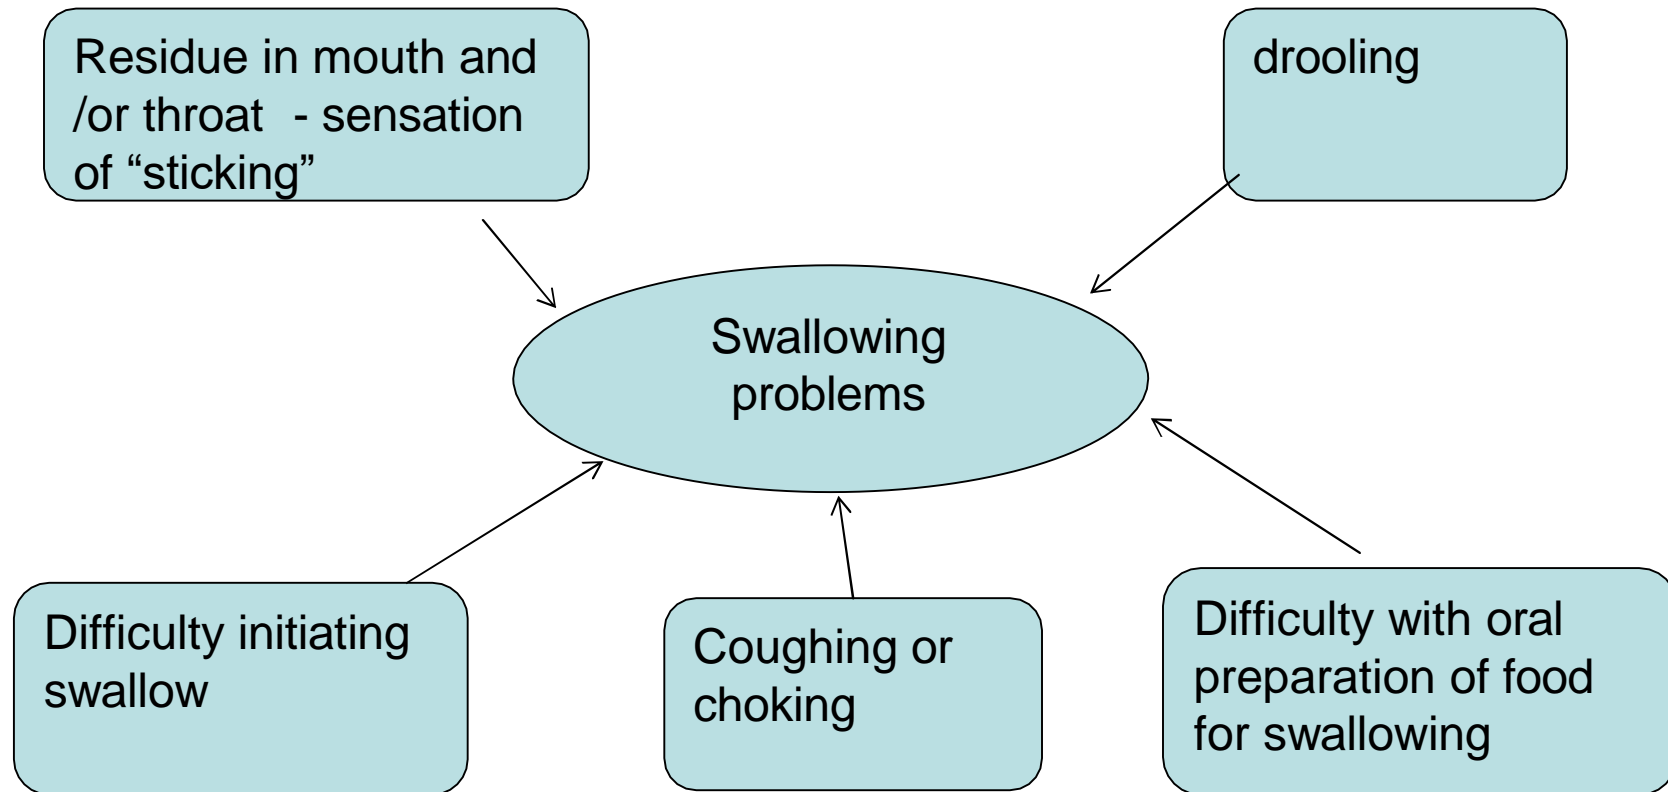 Residue in mouth and
/or throat  - sensation
of “sticking”
drooling
Swallowing
problems
Difficulty initiating
swallow
Coughing or
choking
Difficulty with oral
preparation of food
for swallowing